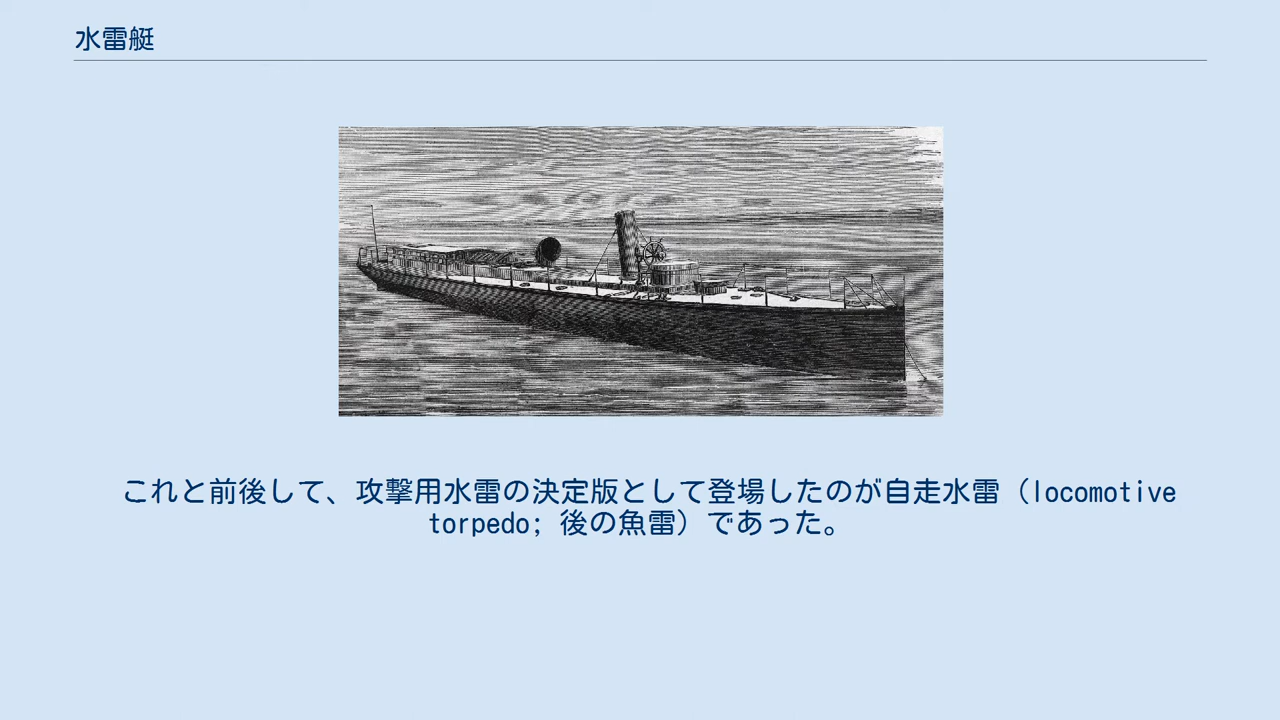 水雷艇
これと前後して、攻撃用水雷の決定版として登場したのが自走水雷（locomotive
torpedo; 後の魚雷）であった。